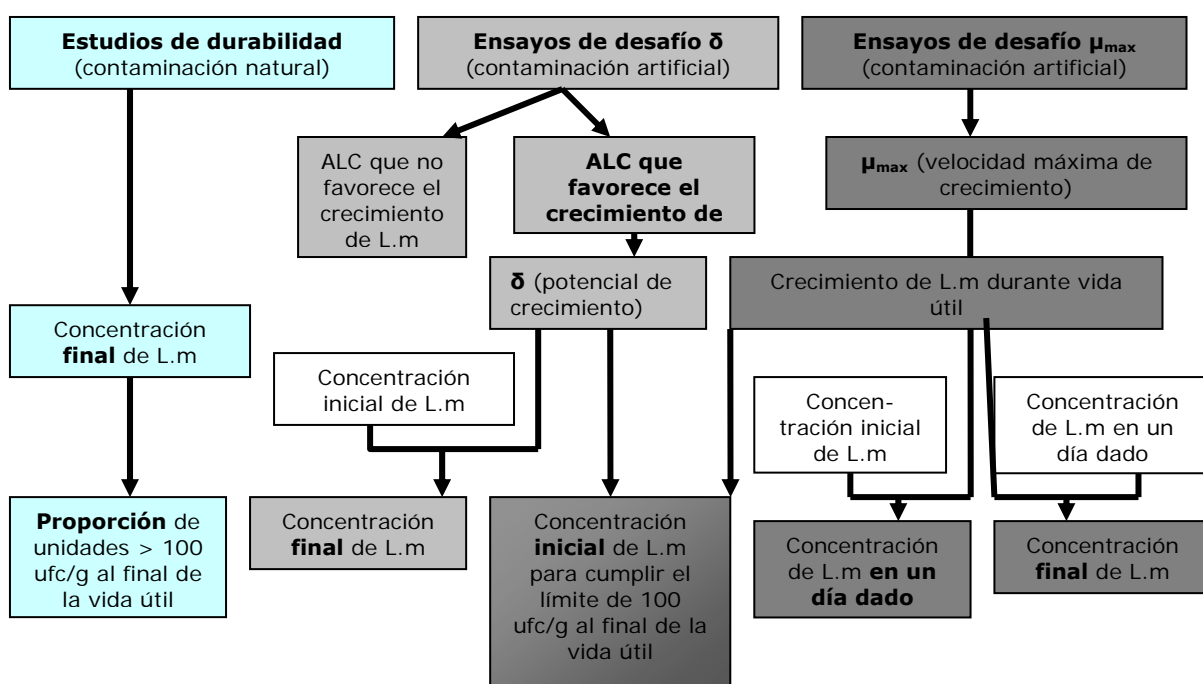 Estudios de durabilidad
(contaminación natural)
Ensayos de desafío δ
(contaminación artificial)
Ensayos de desafío µmax
(contaminación artificial)
ALC que no
favorece el
crecimiento
de L.m
ALC que
favorece el
crecimiento de
µmax (velocidad máxima de
crecimiento)
δ (potencial de
crecimiento)
Crecimiento de L.m durante vida
útil
Concentración
final de L.m
Concentración
inicial de L.m
Concen-
tración inicial
de L.m
Concentración
de L.m en un
día dado
Proporción de
unidades > 100
ufc/g al final de
la vida útil
Concentración
final de L.m
Concentración
inicial de L.m
para cumplir el
límite de 100
ufc/g al final de la
vida útil
Concentración
de L.m en un
día dado
Concentración
final de L.m